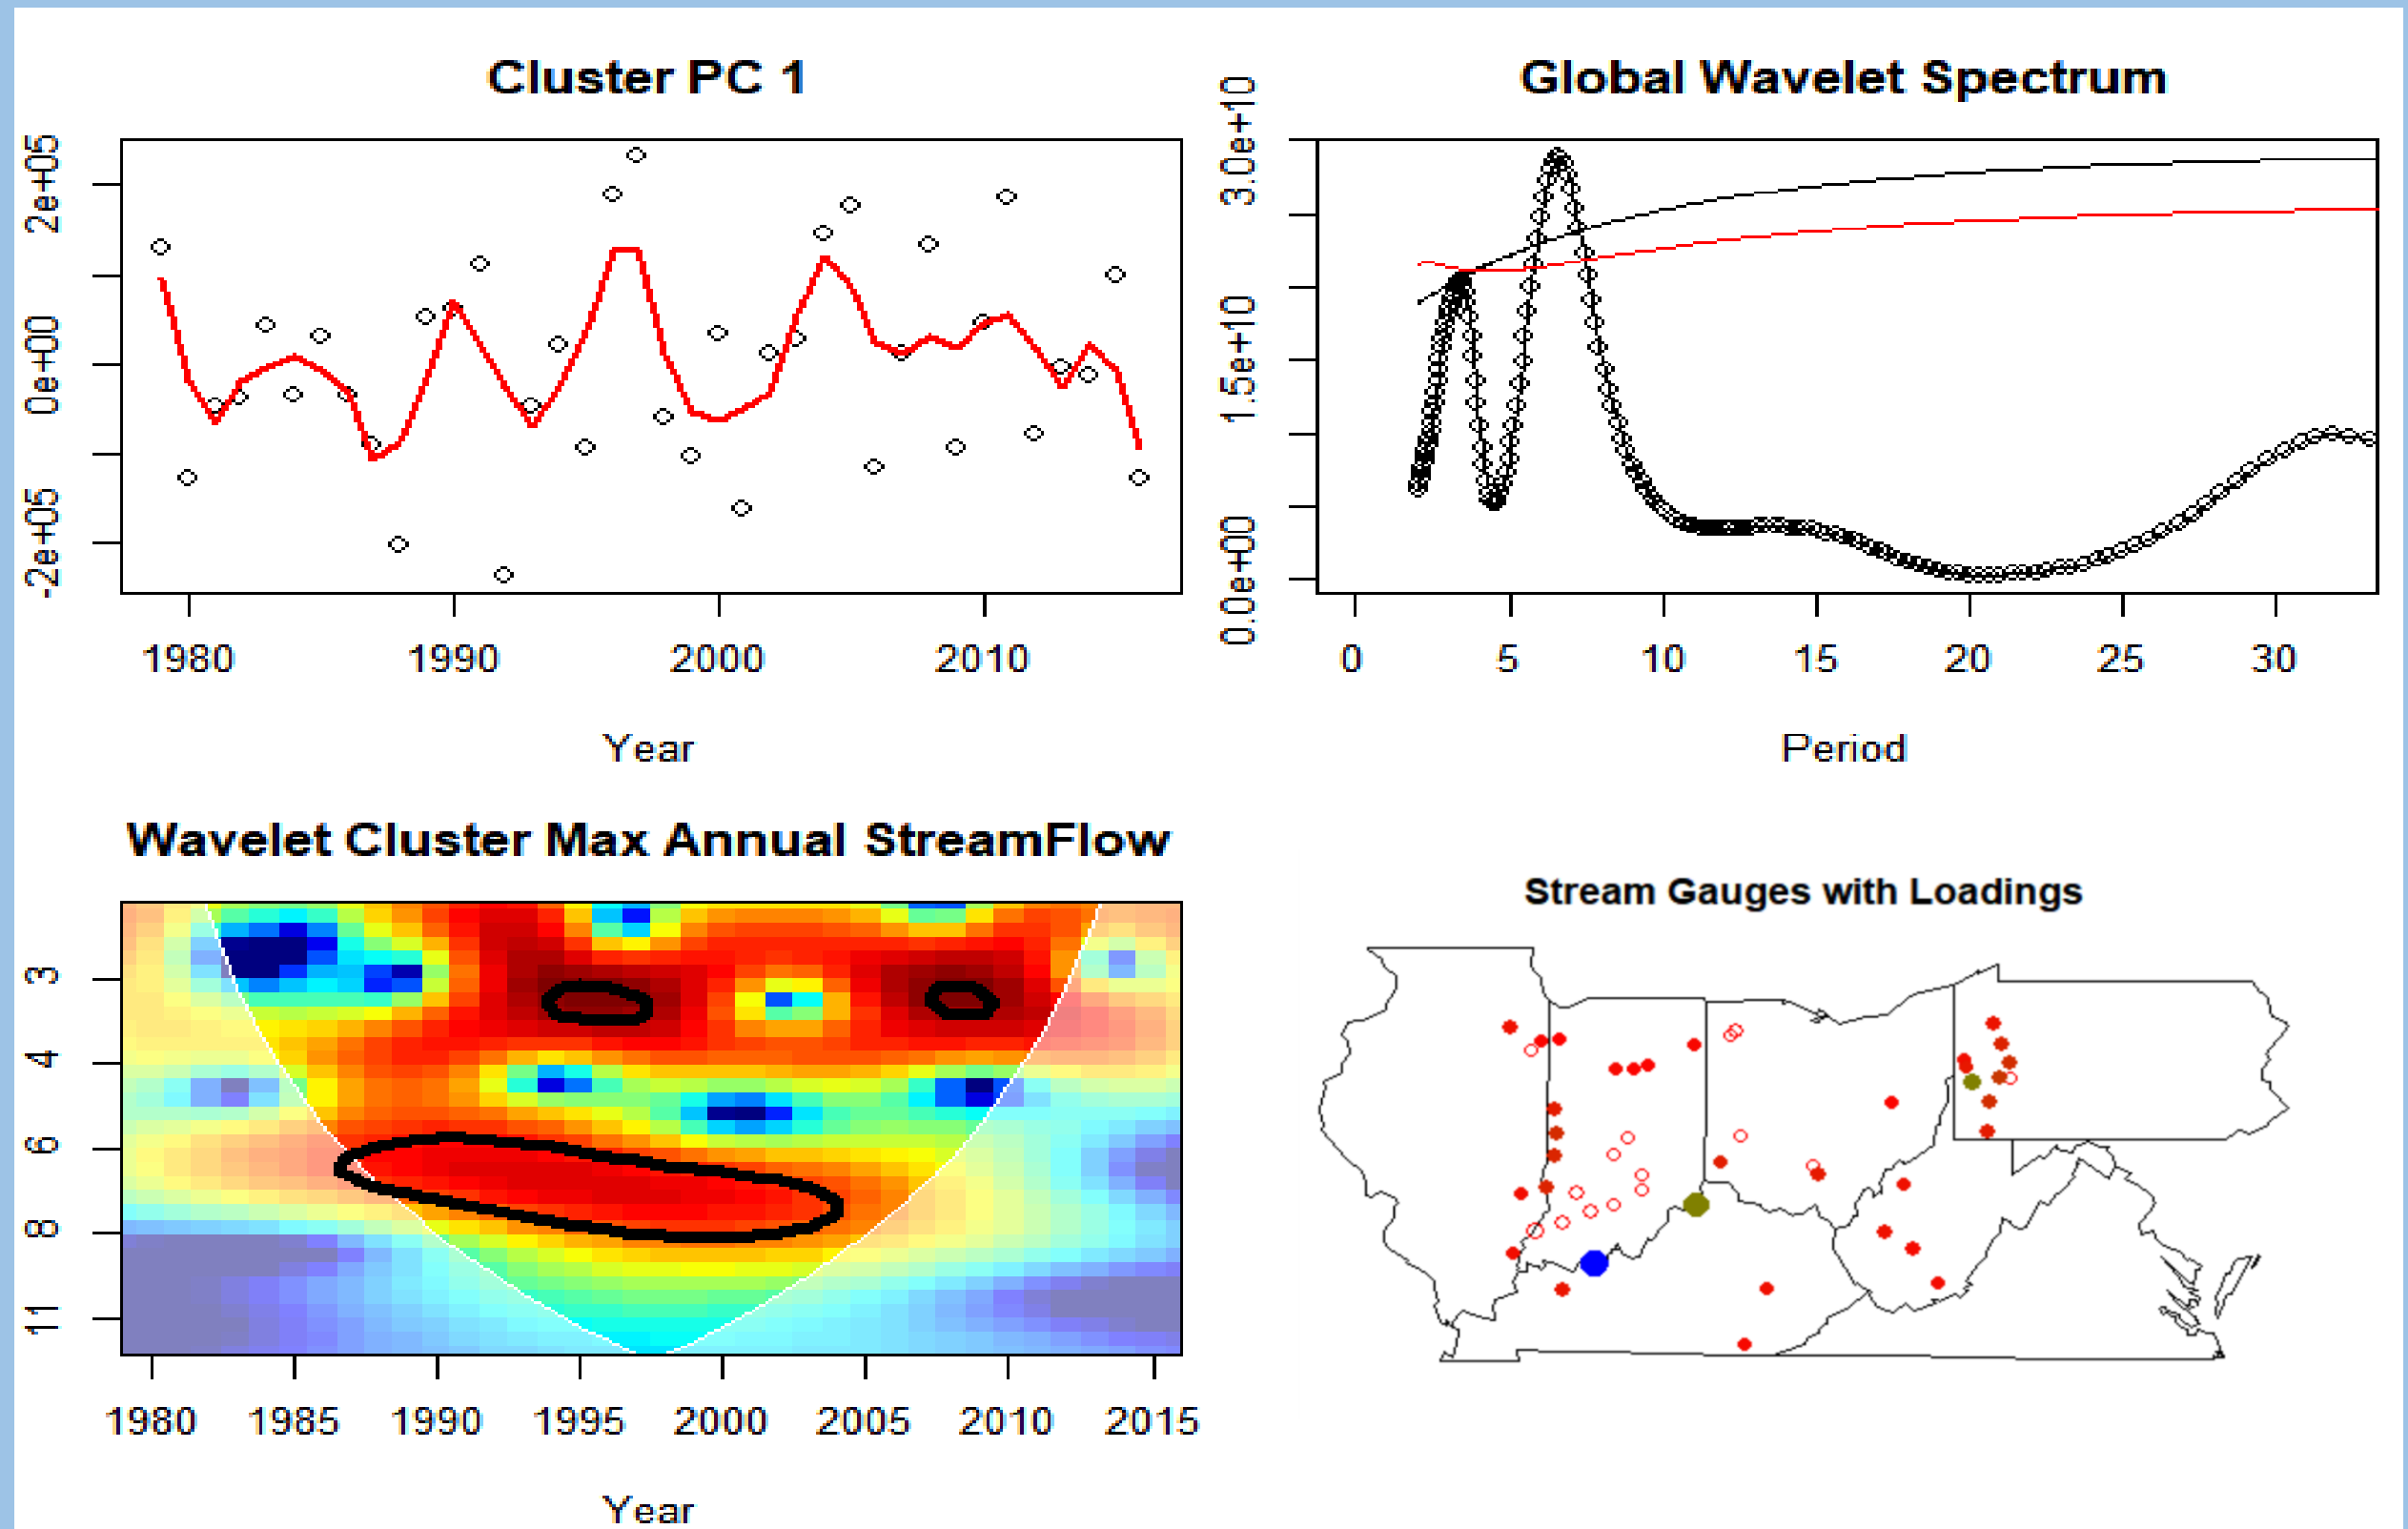 Cluster PC 1
2e+05
0e+00
-2e+05
1980 1990 2000 2010
Year
Global Wavelet Spectrum
3.0e+10
1.5e+10
0.0e+00
0 5 10 15 20 25 30
Period
Wavelet Cluster Max Annual StreamFlow
3
4
6
8
11
1980 1985 1990 1995 2000 2005 2010 2015
Year
Stream Gauges with Loadings